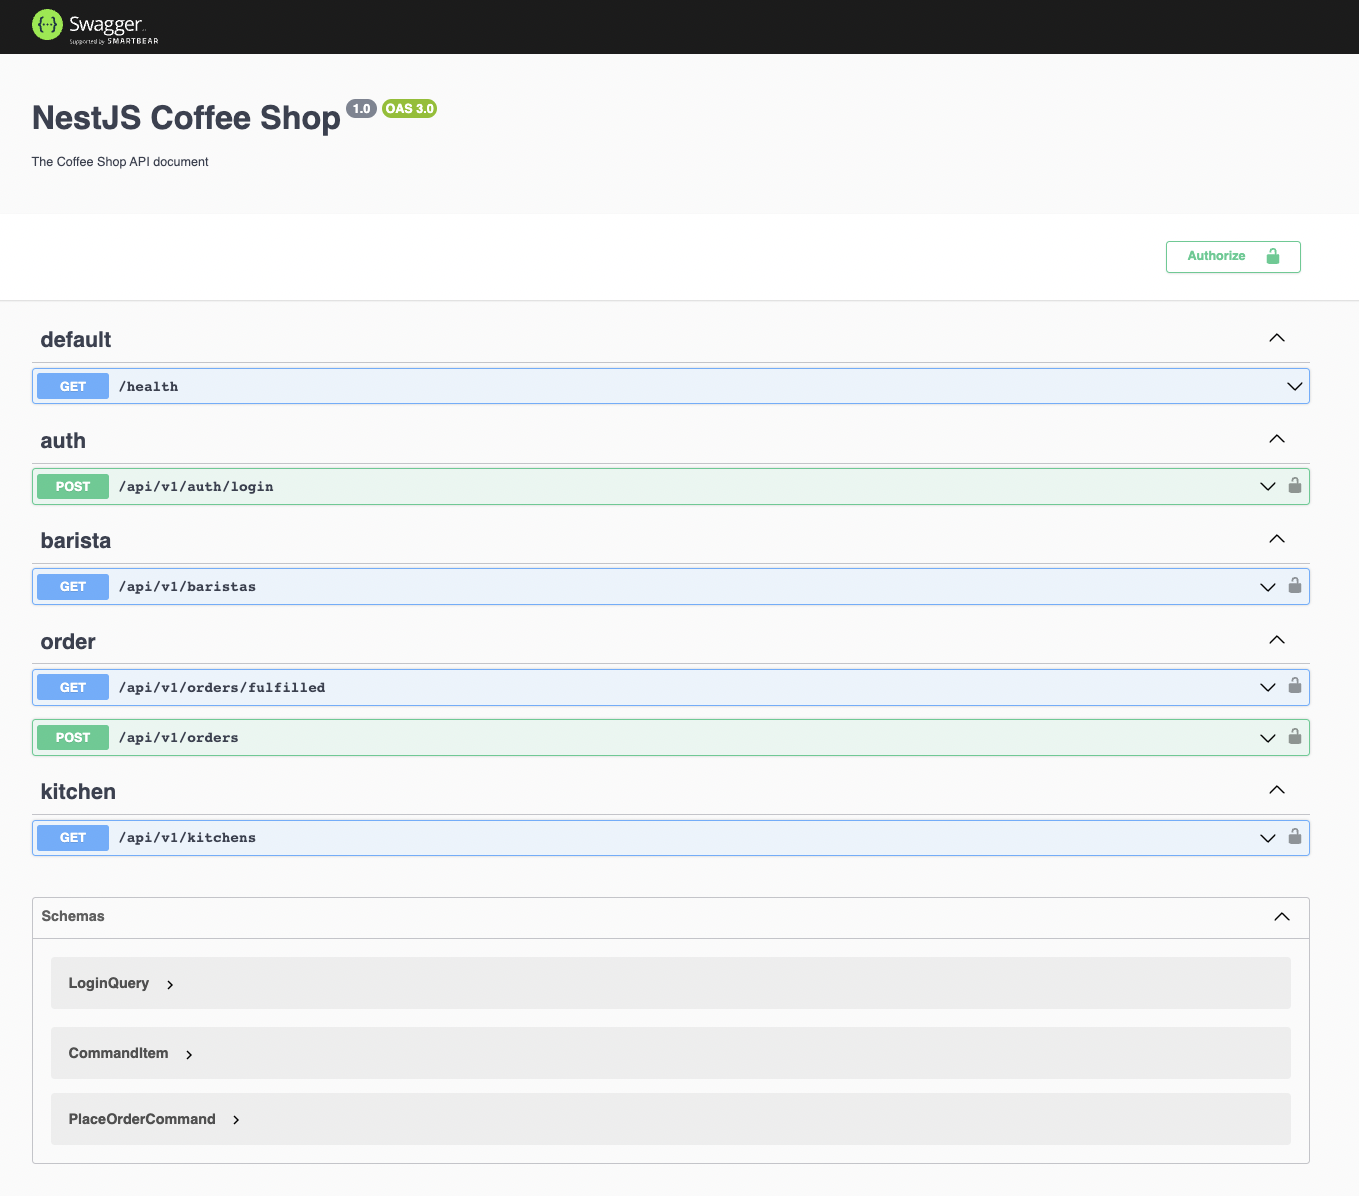 Swagger
Supported by SMARTBEAR
NestJS Coffee Shop 1.0 OAS 3.0
The Coffee Shop API document
Authorize
default
GET /health
auth
POST /api/v1/auth/login
barista
GET /api/v1/baristas
order
GET /api/v1/orders/fulfilled
POST /api/v1/orders
kitchen
GET /api/v1/kitchens
Schemas
LoginQuery
CommandItem
PlaceOrderCommand